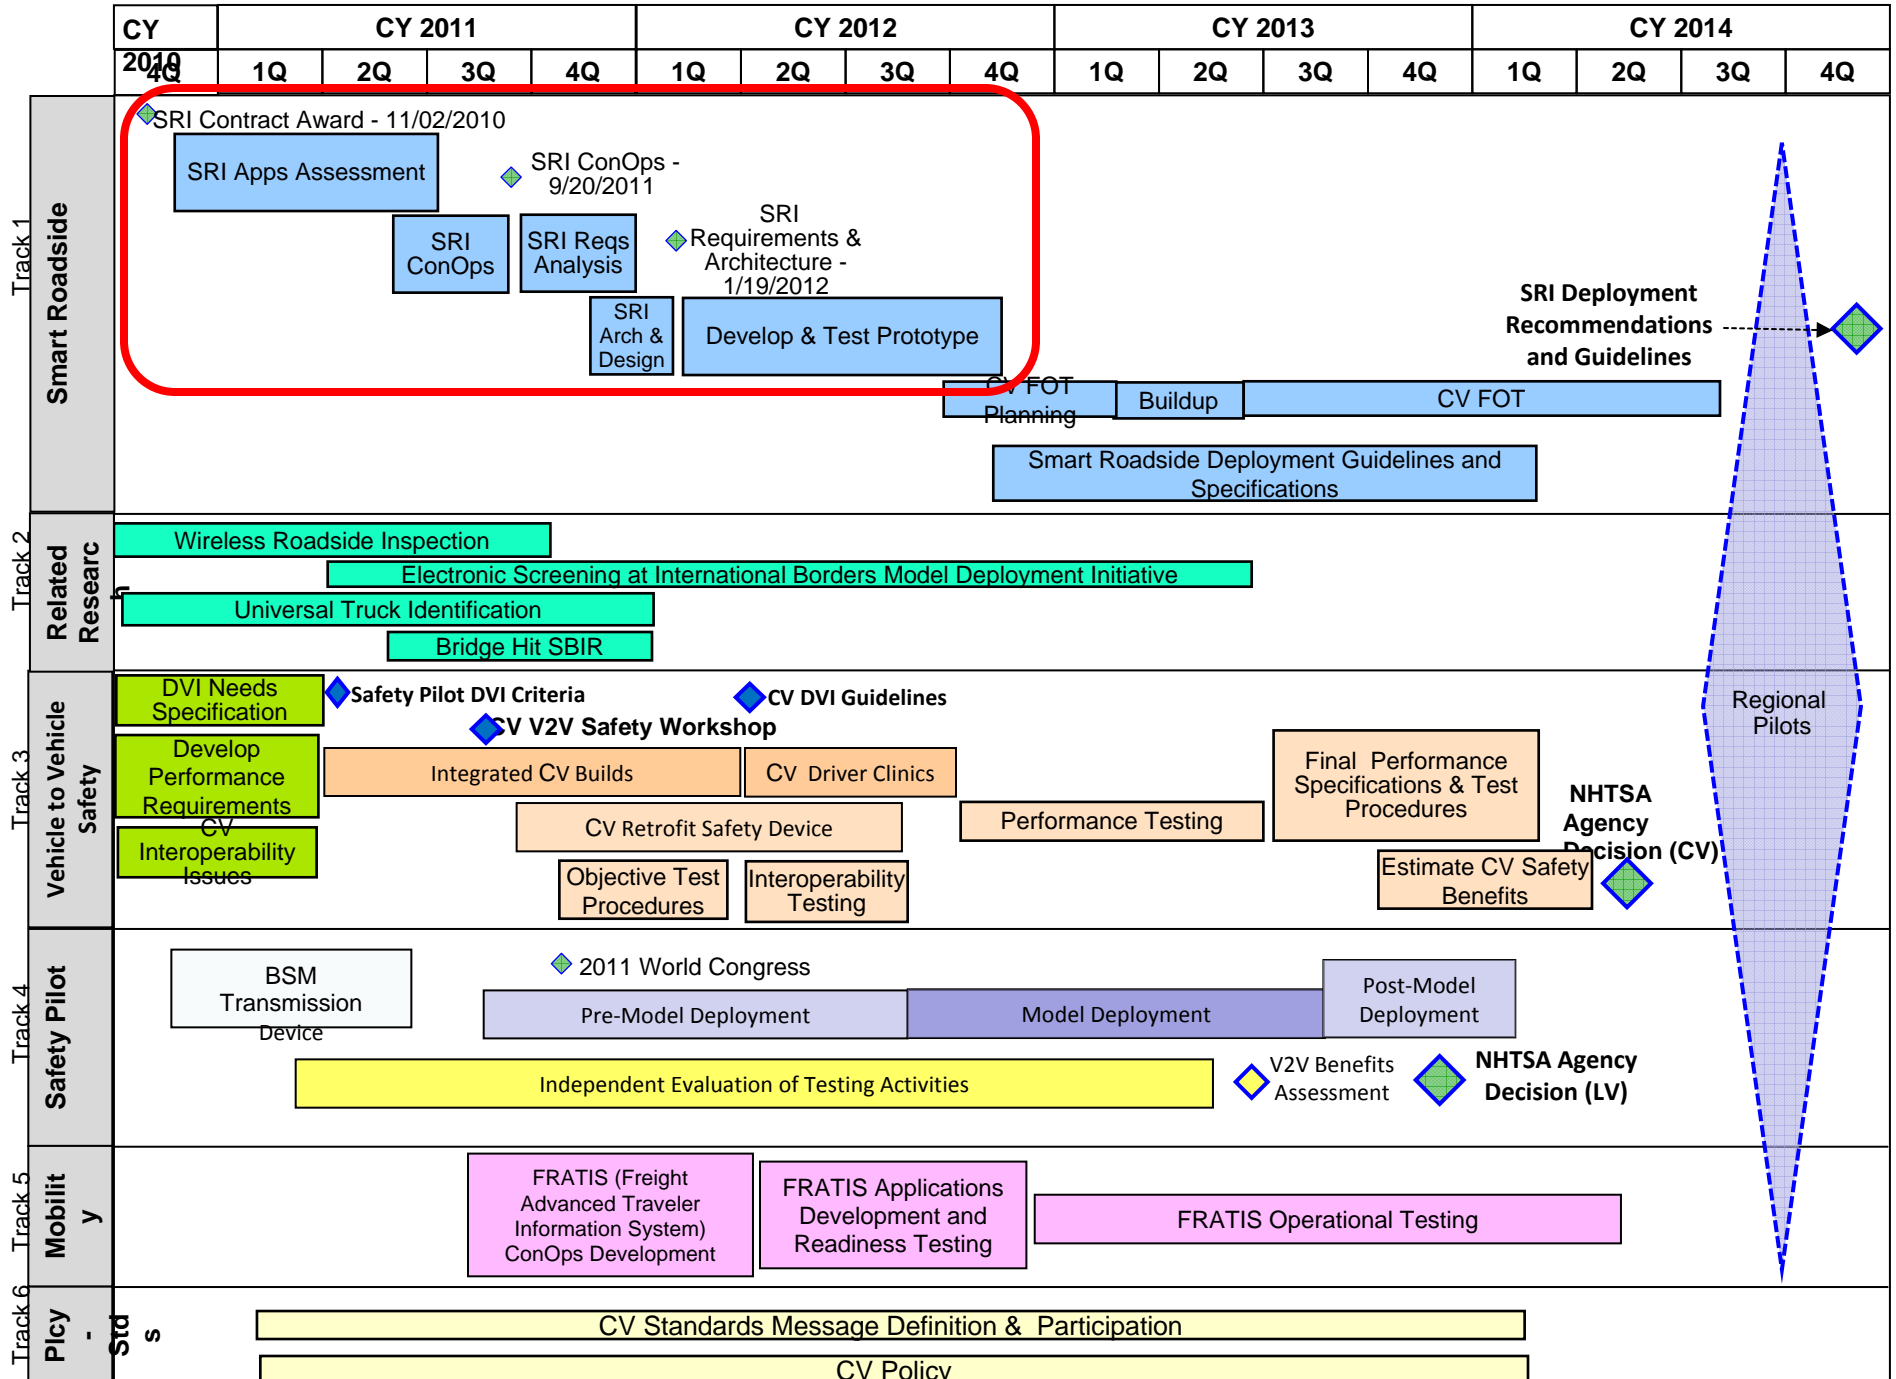 CY
2010
CY 2011
CY 2012
CY 2013
CY 2014
4Q
1Q
2Q
3Q
4Q
1Q
2Q
3Q
4Q
1Q
2Q
3Q
4Q
1Q
2Q
3Q
4Q
Track 1
Smart Roadside
SRI Contract Award - 11/02/2010
SRI Apps Assessment
SRI ConOps -
9/20/2011
SRI
ConOps
SRI Reqs
Analysis
SRI
Requirements &
Architecture -
1/19/2012
SRI
Arch &
Design
Develop & Test Prototype
SRI Deployment
Recommendations
and Guidelines
CV FOT
Planning
Buildup
CV FOT
Smart Roadside Deployment Guidelines and
Specifications
Track 2
Related
Researc
h
Wireless Roadside Inspection
Electronic Screening at International Borders Model Deployment Initiative
Universal Truck Identification
Bridge Hit SBIR
Track 3
Vehicle to Vehicle
Safety
DVI Needs
Specification
Safety Pilot DVI Criteria
CV DVI Guidelines
CV V2V Safety Workshop
Regional
Pilots
Develop
Performance
Requirements
Integrated CV Builds
CV Driver Clinics
Final Performance
Specifications & Test
Procedures
CV
Interoperability
Issues
CV Retrofit Safety Device
Performance Testing
NHTSA
Agency
Decision (CV)
Objective Test
Procedures
Interoperability
Testing
Estimate CV Safety
Benefits
Track 4
Safety Pilot
BSM
Transmission
Device
2011 World Congress
Pre-Model Deployment
Model Deployment
Post-Model
Deployment
Independent Evaluation of Testing Activities
V2V Benefits
Assessment
NHTSA Agency
Decision (LV)
Track 5
Mobilit
y
FRATIS (Freight
Advanced Traveler
Information System)
ConOps Development
FRATIS Applications
Development and
Readiness Testing
FRATIS Operational Testing
Track 6
Plcy
-
Std
s
CV Standards Message Definition & Participation
CV Policy